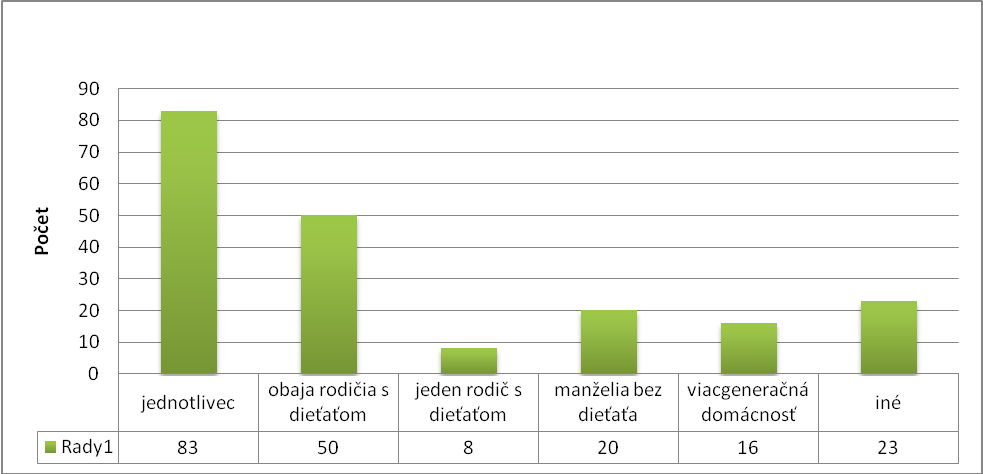 Počet
90
80
70
60
50
40
30
20
10
0
jednotlivec
obaja rodičia s
dieťaťom
jeden rodič s
dieťaťom
manželia bez
dieťaťa
viacgeneračná
domácnosť
iné
Rady1 83 50 8 20 16 23